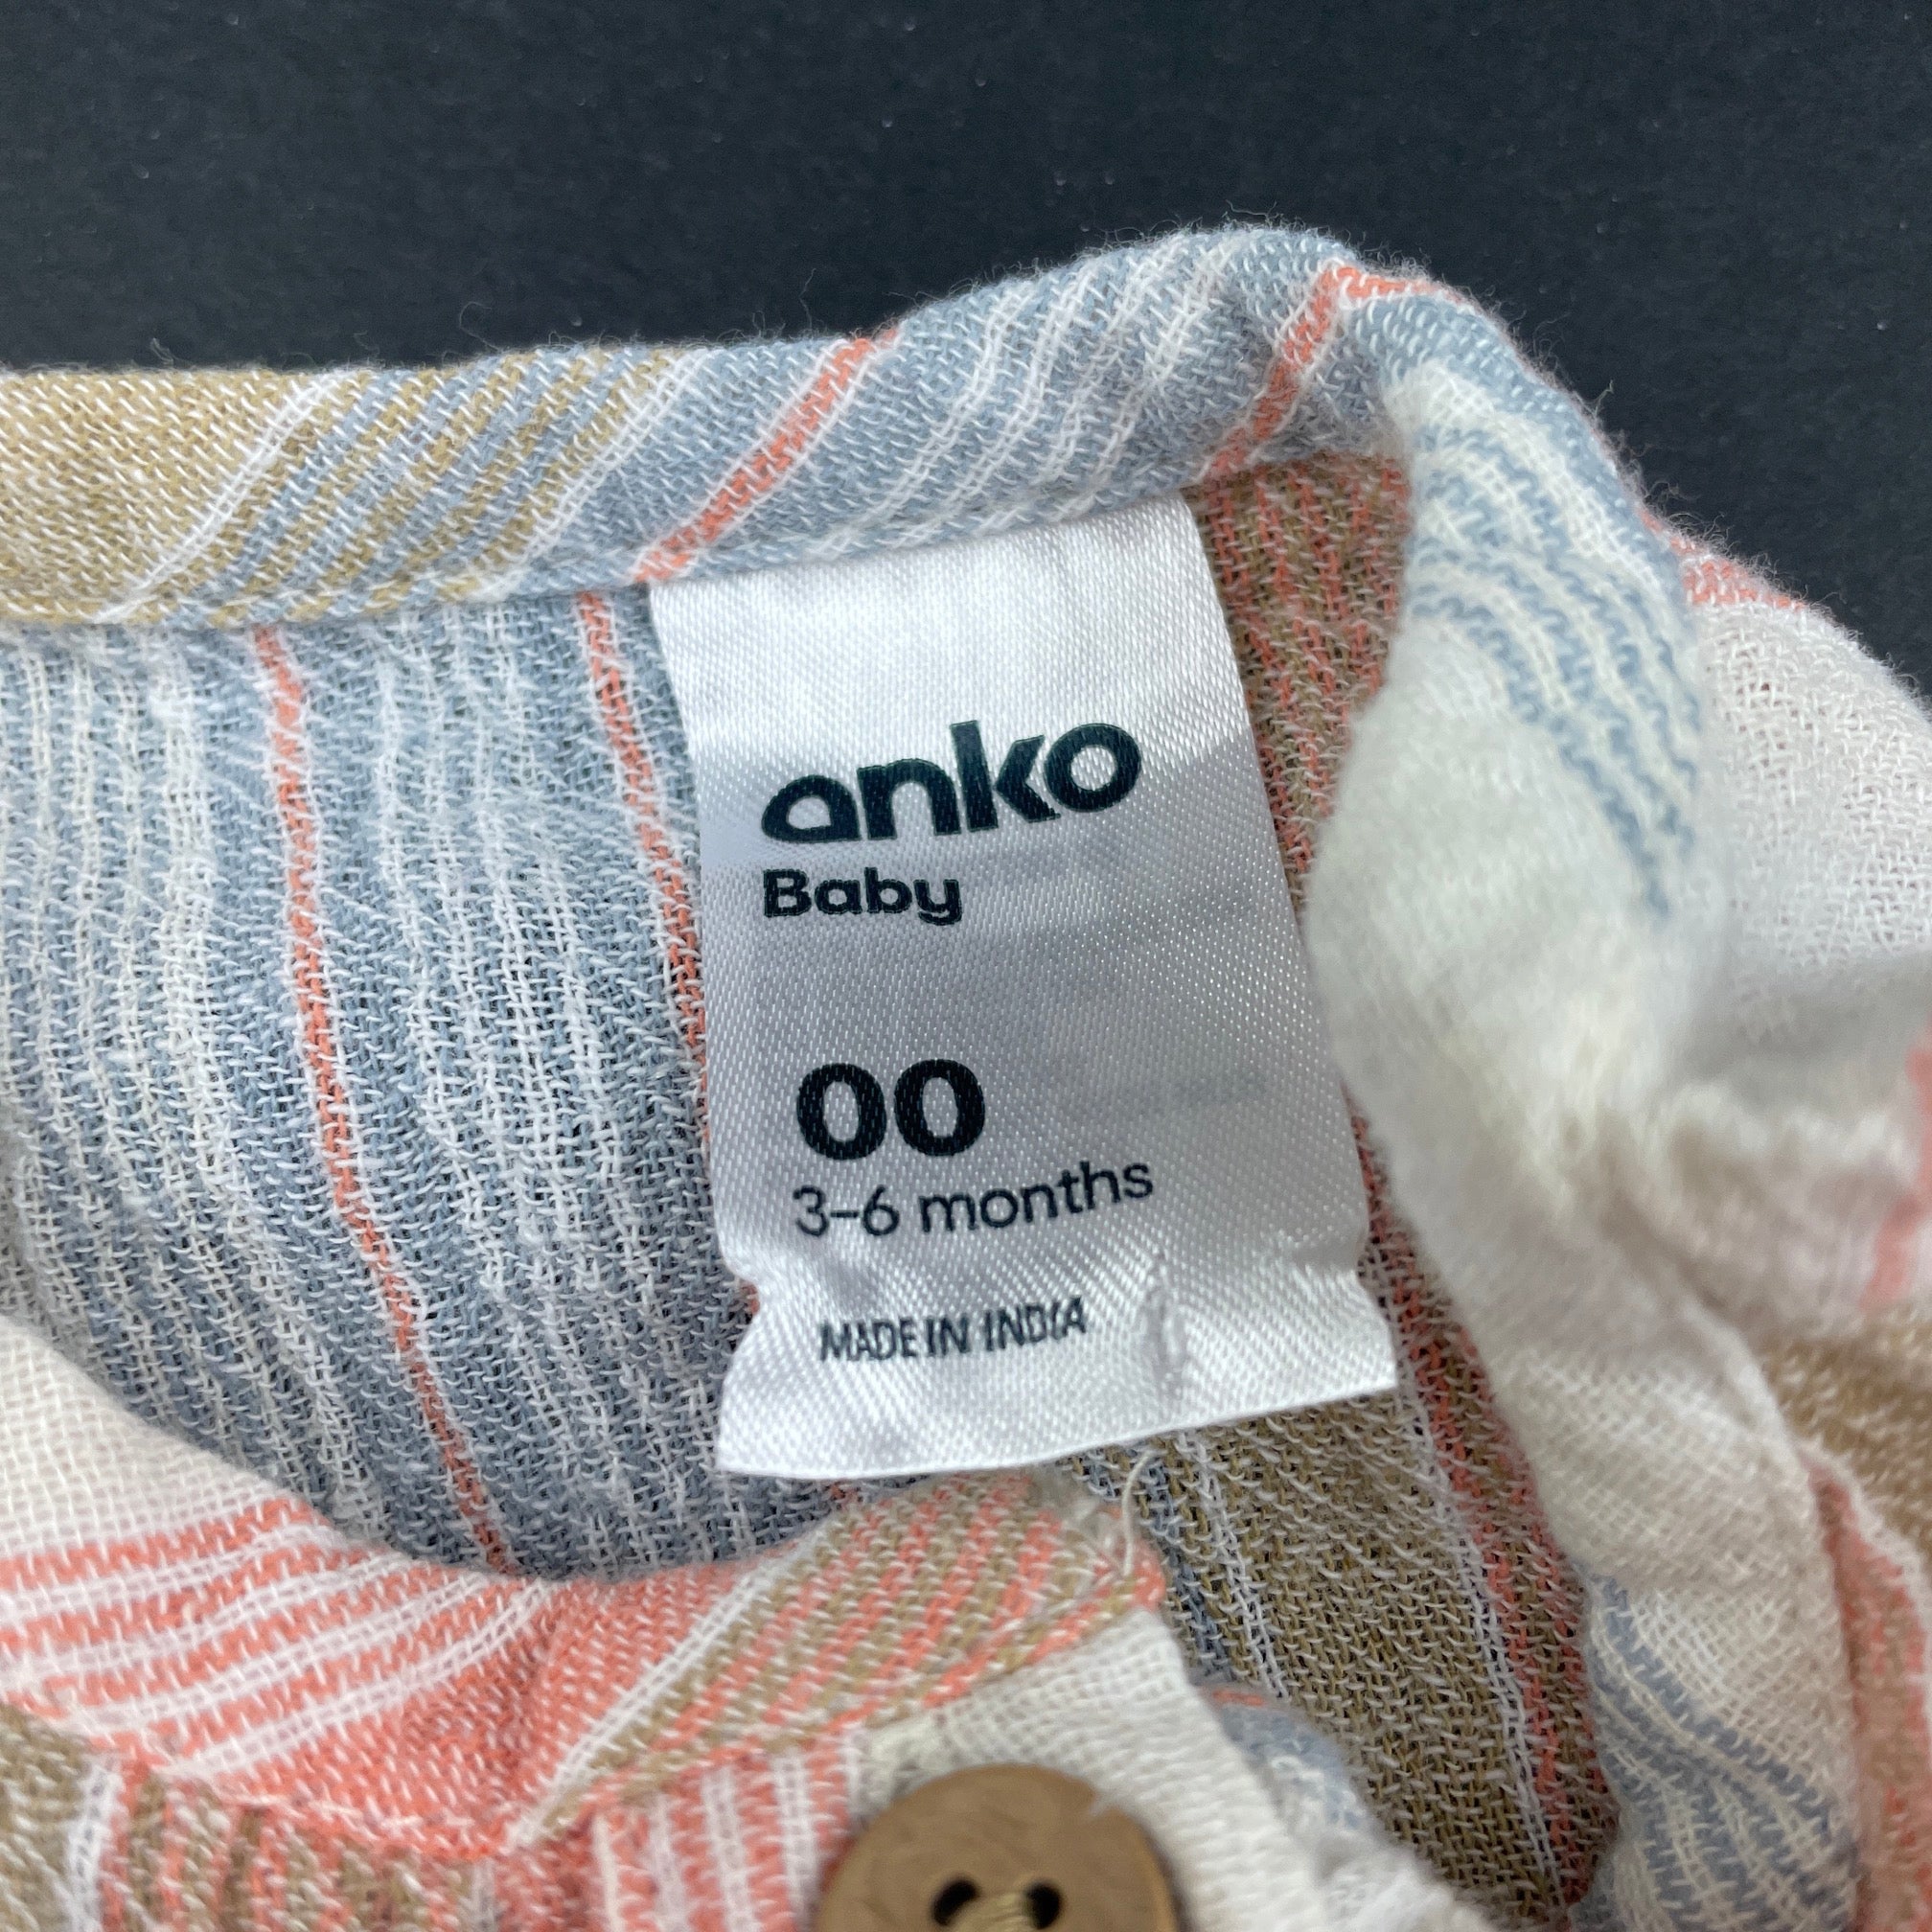 anko
Baby
00
3-6 months
MADE IN INDIA